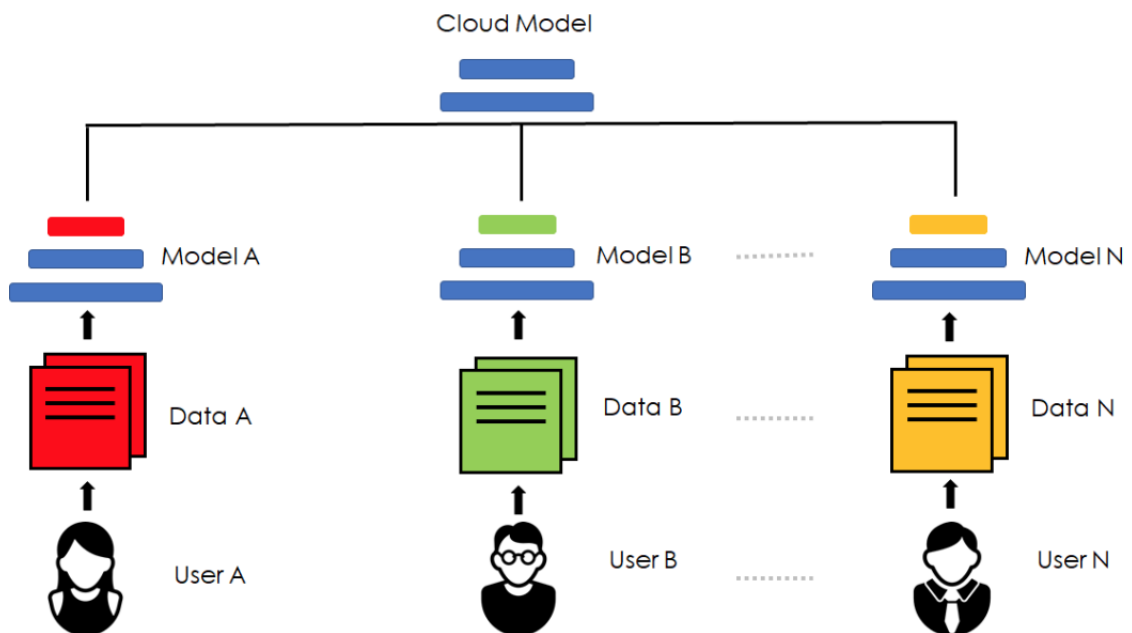 Cloud Model
Model A
Model B
Model N
Data A
Data B
Data N
User A
User B
User N